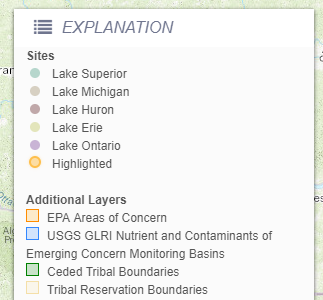 EXPLANATION
Sites
Lake Superior
Lake Michigan
Lake Huron
Lake Erie
Lake Ontario
Highlighted
Additional Layers
EPA Areas of Concern
USGS GLRI Nutrient and Contaminants of
Emerging Concern Monitoring Basins
Ceded Tribal Boundaries
Tribal Reservation Boundaries